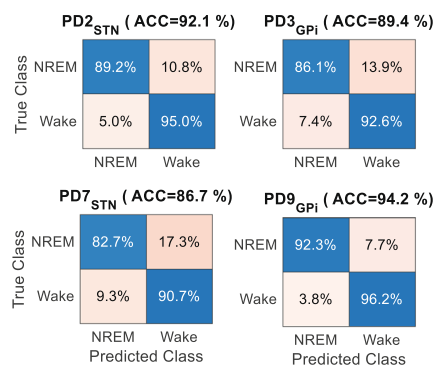 PD2STN ( ACC=92.1 %)
True Class
NREM
89.2%
10.8%
Wake
5.0%
95.0%
NREM
Wake
PD3GPi ( ACC=89.4 %)
NREM
86.1%
13.9%
Wake
7.4%
92.6%
NREM
Wake
PD7STN ( ACC=86.7 %)
True Class
NREM
82.7%
17.3%
Wake
9.3%
90.7%
NREM
Wake
Predicted Class
PD9GPi ( ACC=94.2 %)
NREM
92.3%
7.7%
Wake
3.8%
96.2%
NREM
Wake
Predicted Class